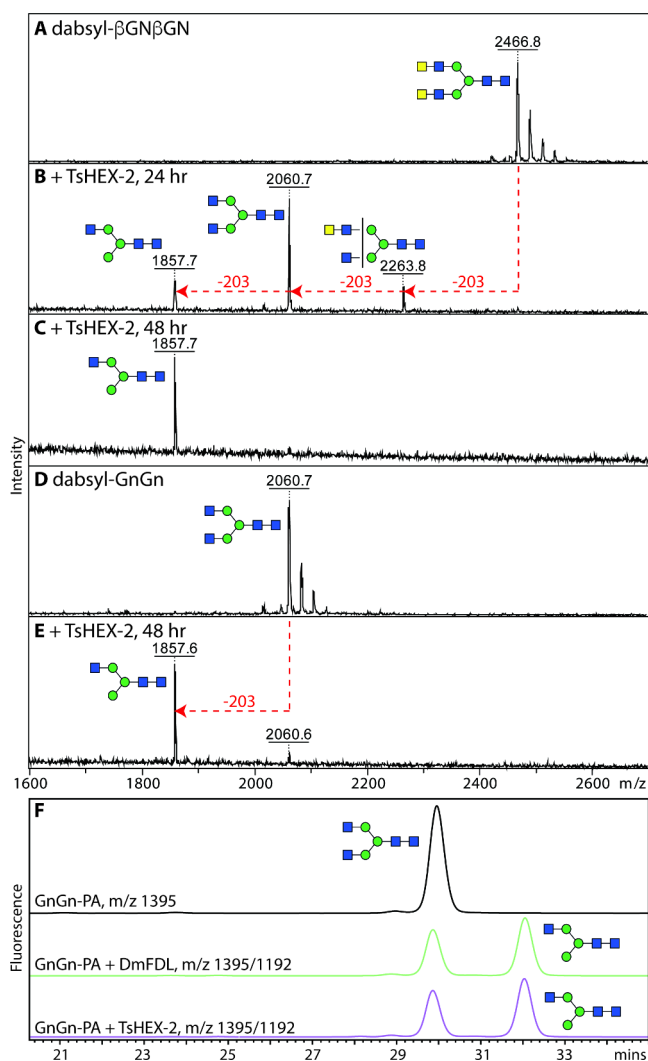 A dabsyl-βGNβGN
2466.8
B + TsHEX-2, 24 hr
2060.7
1857.7
2263.8
-203
-203
-203
C + TsHEX-2, 48 hr
1857.7
Intensity
D dabsyl-GnGn
2060.7
E + TsHEX-2, 48 hr
1857.6
-203
2060.6
1600 1800 2000 2200 2400 2600 m/z
F
GnGn-PA, m/z 1395
Fluorescence
GnGn-PA + DmFDL, m/z 1395/1192
GnGn-PA + TsHEX-2, m/z 1395/1192
21 23 25 27 29 31 33 mins